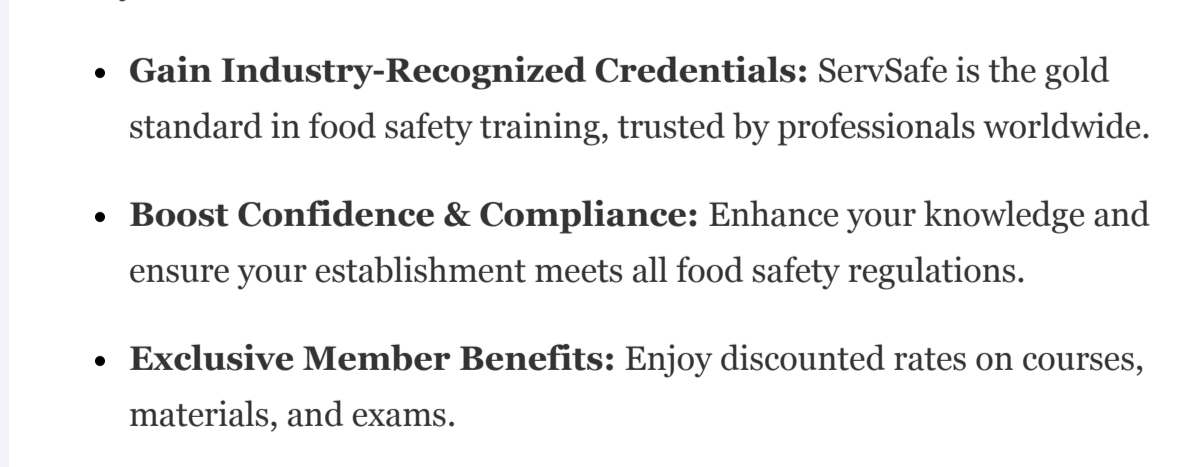 • Gain Industry-Recognized Credentials: ServSafe is the gold
standard in food safety training, trusted by professionals worldwide.
• Boost Confidence & Compliance: Enhance your knowledge and
ensure your establishment meets all food safety regulations.
• Exclusive Member Benefits: Enjoy discounted rates on courses,
materials, and exams.